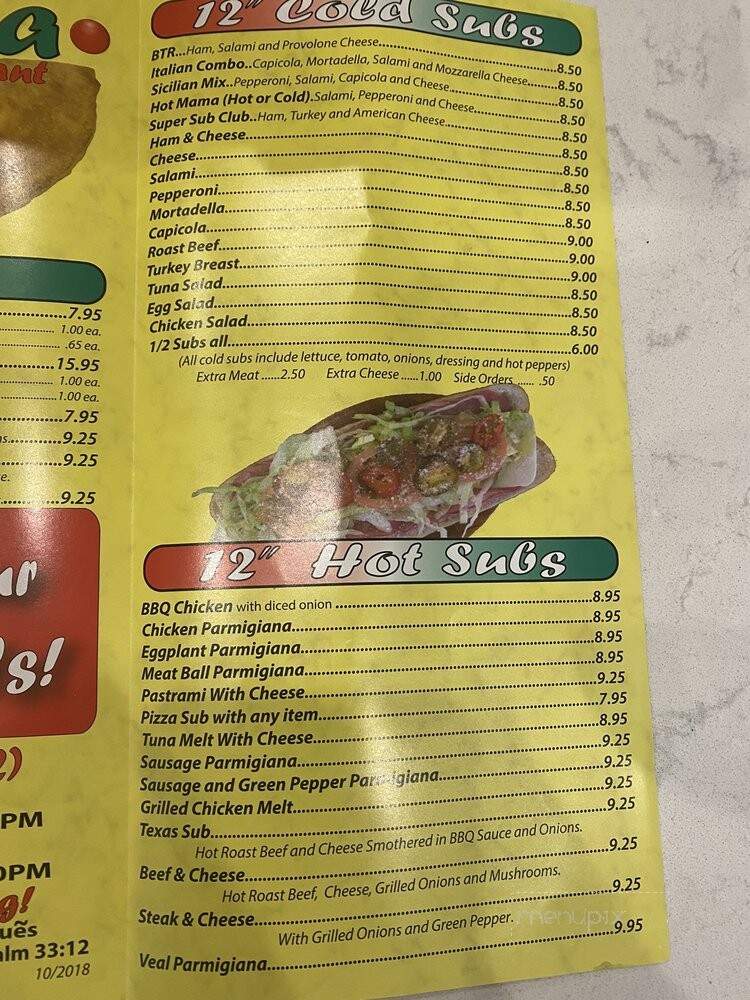 7.95
1.00 ea.
.65 ea.
15.95
1.00 ea.
1.00 ea.
7.95
9.25
9.25
9.25
PM
33:12
10/2018
12" Cold Subs
BTR...Ham, Salami and Provolone Cheese...8.50
Italian Combo..Capicola, Mortadella, Salami and Mozzarella Cheese...8.50
Sicilian Mix..Pepperoni, Salami, Capicola and Cheese...8.50
Hot Mama (Hot or Cold).Salami, Pepperoni and Cheese...8.50
Super Sub Club..Ham, Turkey and American Cheese...8.50
Ham & Cheese...8.50
Cheese...8.50
Salami...8.50
Pepperoni...8.50
Mortadella...8.50
Capicola...9.00
Roast Beef...9.00
Turkey Breast...9.00
Tuna Salad...8.50
Egg Salad...8.50
Chicken Salad...8.50
1/2 Subs all...6.00
(All cold subs include lettuce, tomato, onions, dressing and hot peppers)
Extra Meat ......2.50 Extra Cheese ......1.00 Side Orders ...... .50
12" Hot Subs
BBQ Chicken with diced onion ...8.95
Chicken Parmigiana...8.95
Eggplant Parmigiana...8.95
Meat Ball Parmigiana...8.95
Pastrami With Cheese...9.25
Pizza Sub with any item...7.95
Tuna Melt With Cheese...8.95
Sausage Parmigiana...9.25
Sausage and Green Pepper Parmigiana...9.25
Grilled Chicken Melt...9.25
Texas Sub...9.25
Hot Roast Beef and Cheese Smothered in BBQ Sauce and Onions.
Beef & Cheese...9.25
Hot Roast Beef, Cheese, Grilled Onions and Mushrooms.
Steak & Cheese...9.25
With Grilled Onions and Green Pepper.
Veal Parmigiana...9.95
menupix